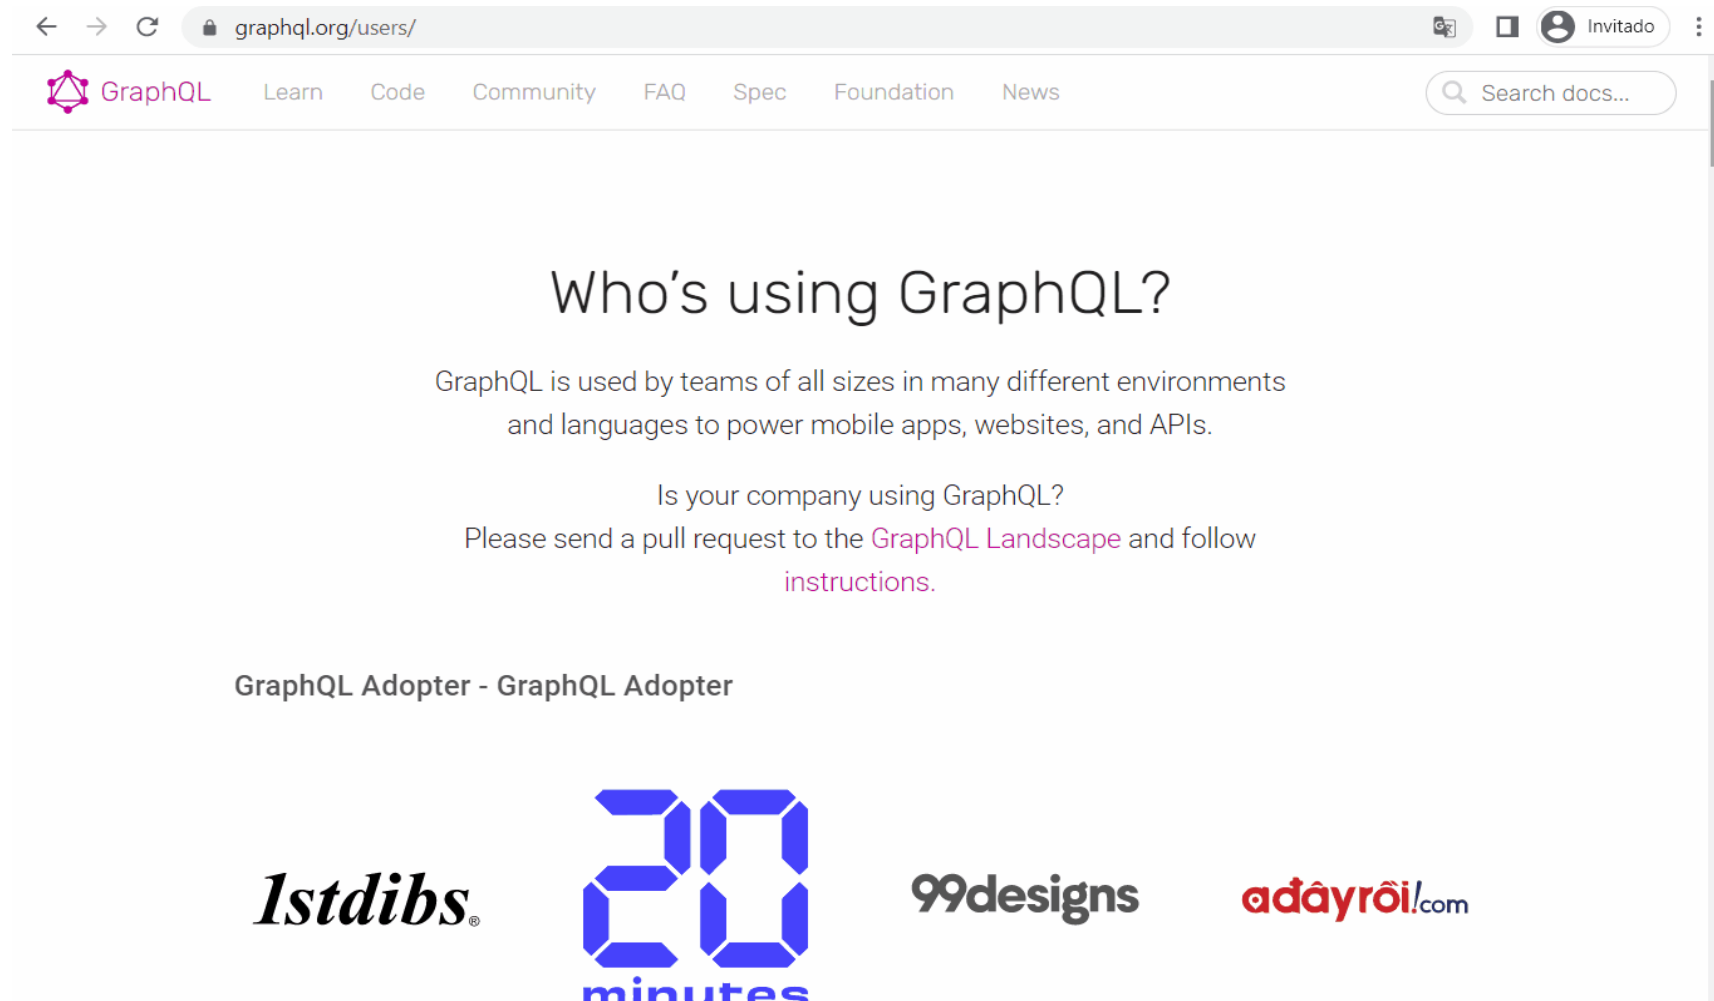 graphql.org/users/
Invitado
GraphQL Learn Code Community FAQ Spec Foundation News Search docs...
Who’s using GraphQL?
GraphQL is used by teams of all sizes in many different environments
and languages to power mobile apps, websites, and APIs.
Is your company using GraphQL?
Please send a pull request to the GraphQL Landscape and follow
instructions.
GraphQL Adopter - GraphQL Adopter
1stdibs®
20
minutes
99designs
ađâyrồi!com